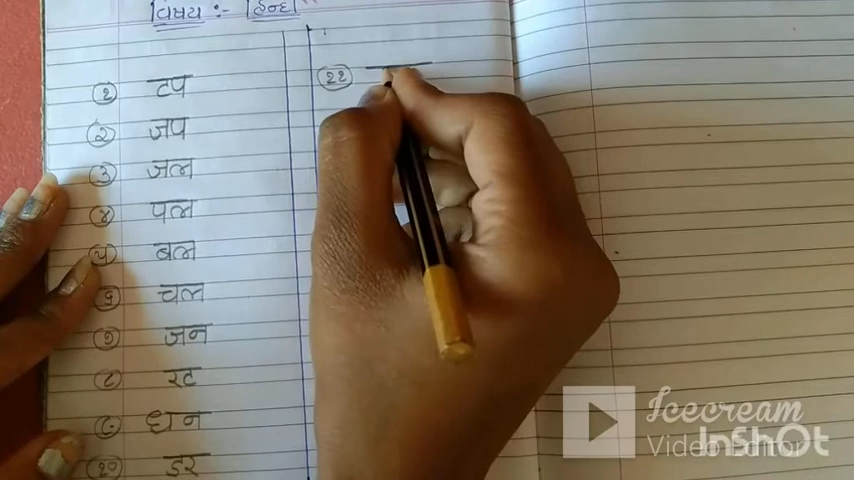 विषय :- हिन्दी
१ टप
२ जप
३ जल
४ पल
५ बल
६ चल
७ जन
८ रट
९ धन
१० डर
११
Icecream
Video Editor
InShOt